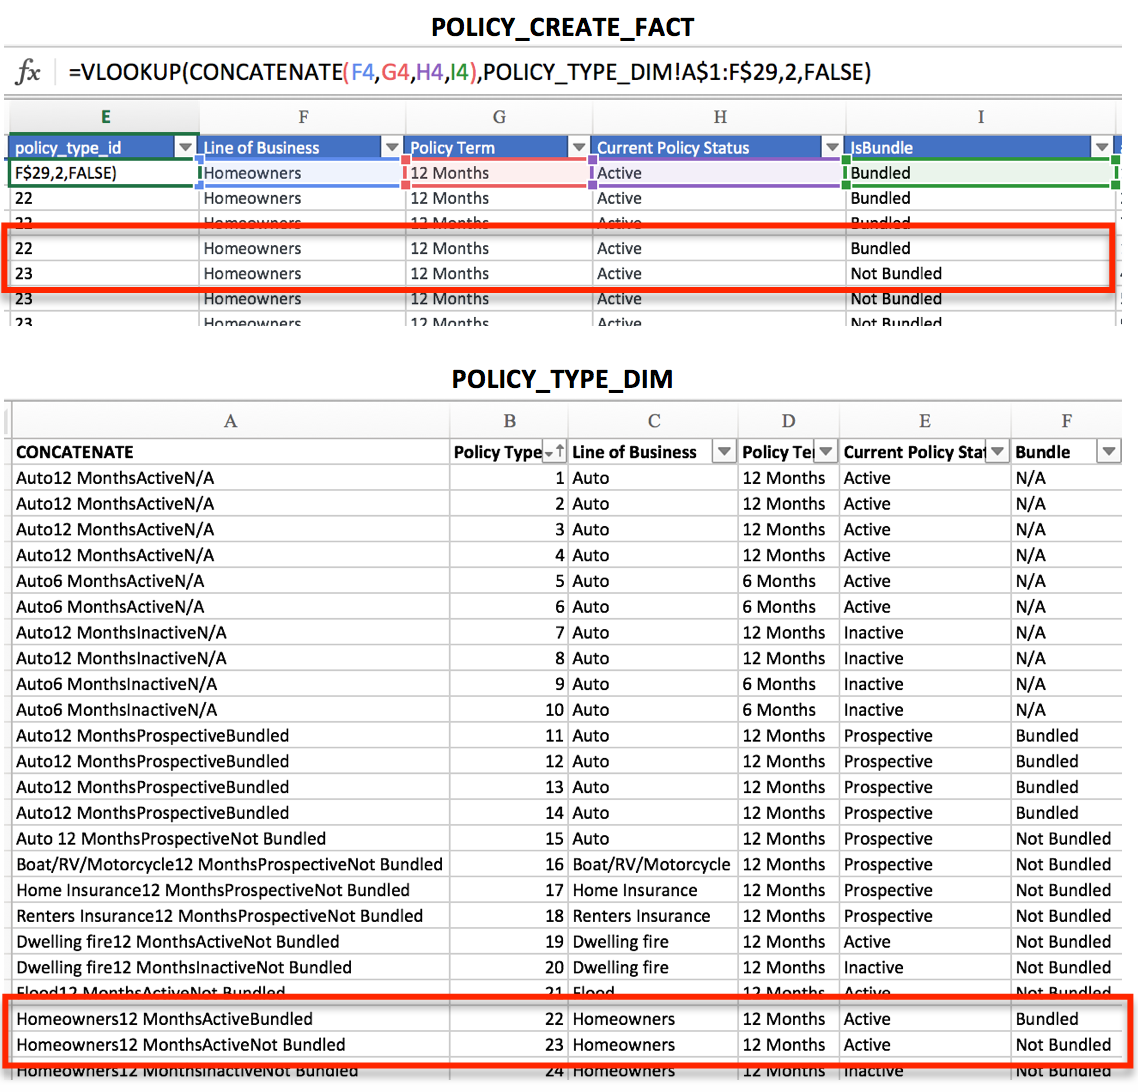 POLICY_CREATE_FACT
fx =VLOOKUP(CONCATENATE(F4,G4,H4,I4),POLICY_TYPE_DIM!A$1:F$29,2,FALSE)
E F G H I
policy_type_id Line of Business Policy Term Current Policy Status IsBundle
F$29,2,FALSE) Homeowners 12 Months Active Bundled
22 Homeowners 12 Months Active Bundled
22 Homeowners 12 Months Active Bundled
22 Homeowners 12 Months Active Bundled
23 Homeowners 12 Months Active Not Bundled
23 Homeowners 12 Months Active Not Bundled
23 Homeowners 12 Months Active Not Bundled
POLICY_TYPE_DIM
A B C D E F
CONCATENATE Policy Type Line of Business Policy Te Current Policy Stat Bundle
Auto12 MonthsActiveN/A 1 Auto 12 Months Active N/A
Auto12 MonthsActiveN/A 2 Auto 12 Months Active N/A
Auto12 MonthsActiveN/A 3 Auto 12 Months Active N/A
Auto12 MonthsActiveN/A 4 Auto 12 Months Active N/A
Auto6 MonthsActiveN/A 5 Auto 6 Months Active N/A
Auto6 MonthsActiveN/A 6 Auto 6 Months Active N/A
Auto12 MonthsInactiveN/A 7 Auto 12 Months Inactive N/A
Auto12 MonthsInactiveN/A 8 Auto 12 Months Inactive N/A
Auto6 MonthsInactiveN/A 9 Auto 6 Months Inactive N/A
Auto6 MonthsInactiveN/A 10 Auto 6 Months Inactive N/A
Auto12 MonthsProspectiveBundled 11 Auto 12 Months Prospective Bundled
Auto12 MonthsProspectiveBundled 12 Auto 12 Months Prospective Bundled
Auto12 MonthsProspectiveBundled 13 Auto 12 Months Prospective Bundled
Auto12 MonthsProspectiveBundled 14 Auto 12 Months Prospective Bundled
Auto 12 MonthsProspectiveNot Bundled 15 Auto 12 Months Prospective Not Bundled
Boat/RV/Motorcycle12 MonthsProspectiveNot Bundled 16 Boat/RV/Motorcycle 12 Months Prospective Not Bundled
Home Insurance12 MonthsProspectiveNot Bundled 17 Home Insurance 12 Months Prospective Not Bundled
Renters Insurance12 MonthsProspectiveNot Bundled 18 Renters Insurance 12 Months Prospective Not Bundled
Dwelling fire12 MonthsActiveNot Bundled 19 Dwelling fire 12 Months Active Not Bundled
Dwelling fire12 MonthsInactiveNot Bundled 20 Dwelling fire 12 Months Inactive Not Bundled
Flood12 MonthsActiveNot Bundled 21 Flood 12 Months Active Not Bundled
Homeowners12 MonthsActiveBundled 22 Homeowners 12 Months Active Bundled
Homeowners12 MonthsActiveNot Bundled 23 Homeowners 12 Months Active Not Bundled
Homeowners12 MonthsInactiveNot Bundled 24 Homeowners 12 Months Inactive Not Bundled